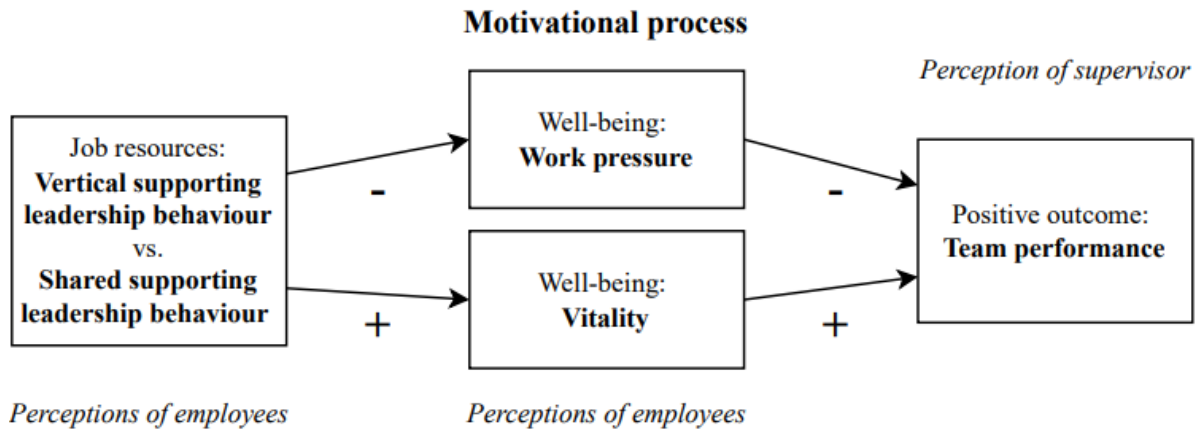 Motivational process
Perception of supervisor
Job resources:
Vertical supporting
leadership behaviour
vs.
Shared supporting
leadership behaviour
Well-being:
Work pressure
-
-
Well-being:
Vitality
+
+
Positive outcome:
Team performance
Perceptions of employees
Perceptions of employees